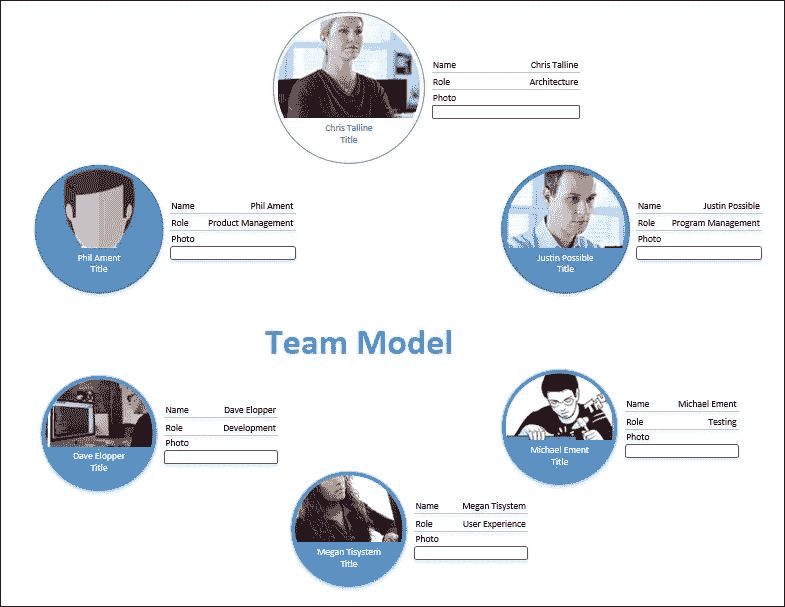 Name Chris Talline
Role Architecture
Photo
Chris Talline
Title
Name Phil Ament
Role Product Management
Photo
Phil Ament
Title
Name Justin Possible
Role Program Management
Photo
Justin Possible
Title
Team Model
Name Dave Elopper
Role Development
Photo
Dave Elopper
Title
Name Michael Ement
Role Testing
Photo
Michael Ement
Title
Name Megan Tisystem
Role User Experience
Photo
Megan Tisystem
Title